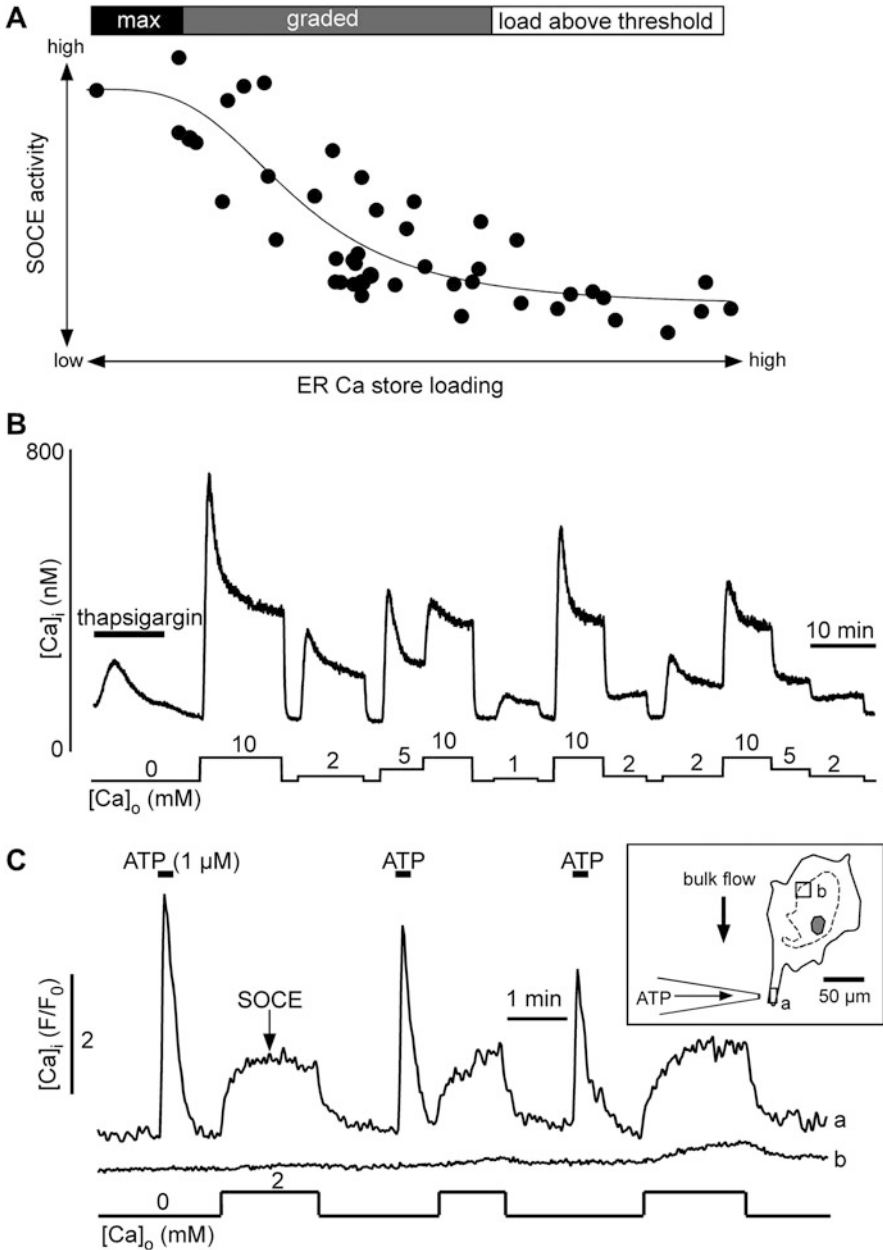 A
max graded load above threshold
high
SOCE activity
low
high
ER Ca store loading
B
800
[Ca]i (nM)
thapsigargin
10 min
0
10 10 10 10
0 2 5 1 2 2 5 2
[Ca]o (mM)
C
ATP (1 µM) ATP ATP
bulk flow
b
ATP
a
50 µm
SOCE
1 min
[Ca]i (F/F0)
2
a
b
0 2
[Ca]o (mM)